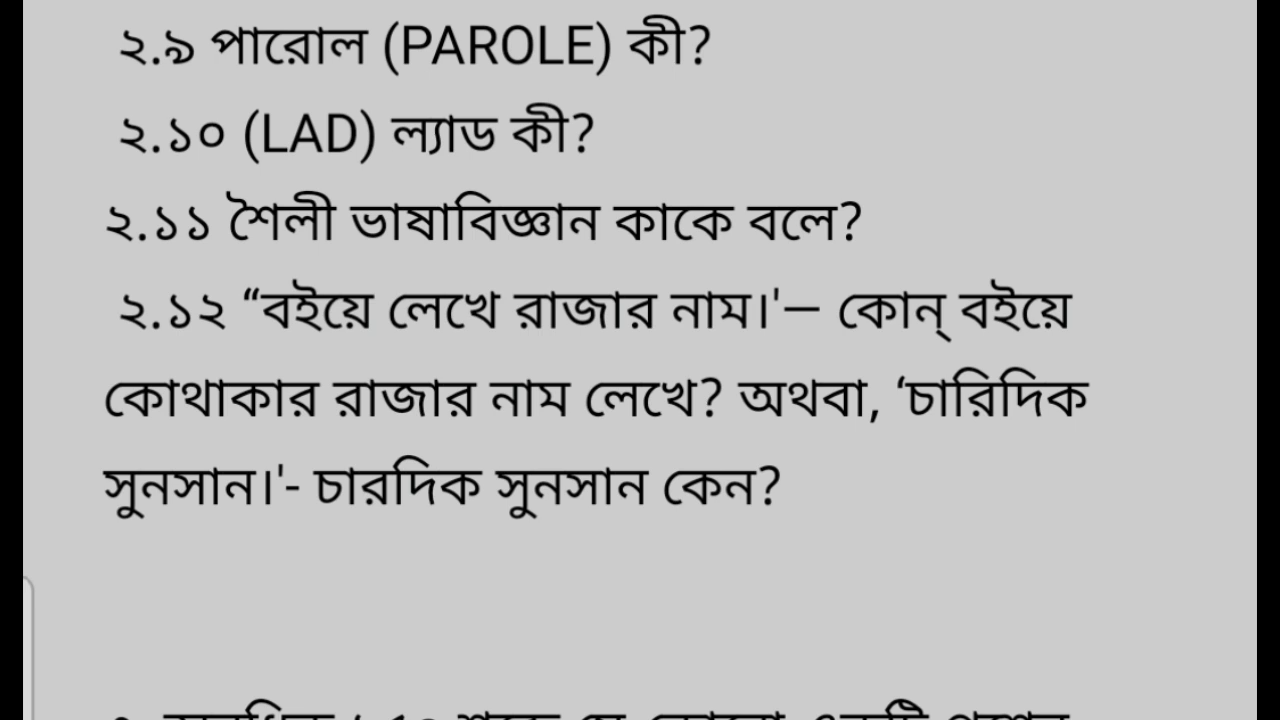 ২.৯ পারোল (PAROLE) কী?
২.১০ (LAD) ল্যাড কী?
২.১১ শৈলী ভাষাবিজ্ঞান কাকে বলে?
২.১২ “বইয়ে লেখে রাজার নাম।'— কোন্ বইয়ে
কোথাকার রাজার নাম লেখে? অথবা, ‘চারিদিক
সুনসান।'- চারদিক সুনসান কেন?